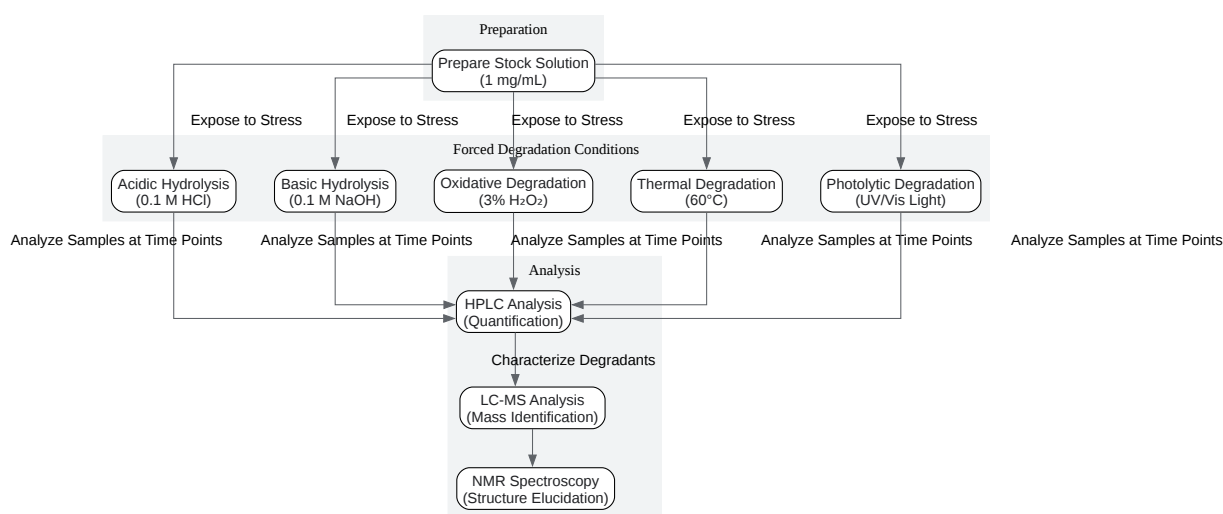 Preparation
Prepare Stock Solution
(1 mg/mL)
Expose to Stress
Expose to Stress
Expose to Stress
Expose to Stress
Expose to Stress
Forced Degradation Conditions
Acidic Hydrolysis
(0.1 M HCl)
Basic Hydrolysis
(0.1 M NaOH)
Oxidative Degradation
(3% H₂O₂)
Thermal Degradation
(60°C)
Photolytic Degradation
(UV/Vis Light)
Analyze Samples at Time Points
Analyze Samples at Time Points
Analyze Samples at Time Points
Analyze Samples at Time Points
Analyze Samples at Time Points
Analysis
HPLC Analysis
(Quantification)
Characterize Degradants
LC-MS Analysis
(Mass Identification)
NMR Spectroscopy
(Structure Elucidation)